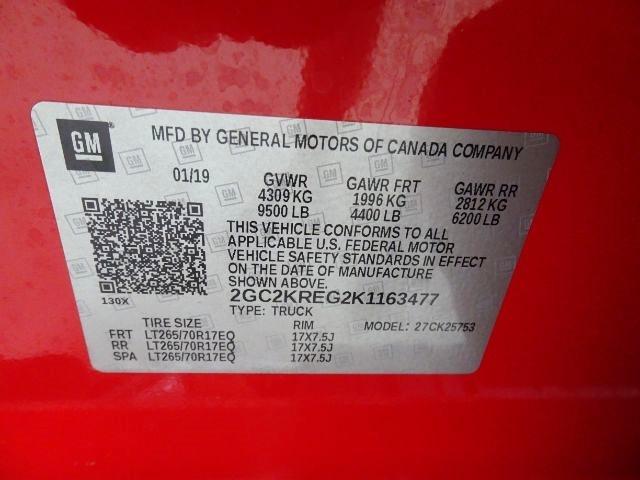 GM
MFD BY GENERAL MOTORS OF CANADA COMPANY
01/19 GVWR GAWR FRT GAWR RR
4309 KG 1996 KG 2812 KG
9500 LB 4400 LB 6200 LB
THIS VEHICLE CONFORMS TO ALL
APPLICABLE U.S. FEDERAL MOTOR
VEHICLE SAFETY STANDARDS IN EFFECT
ON THE DATE OF MANUFACTURE
SHOWN ABOVE.
130X 2GC2KREG2K1163477
TYPE: TRUCK MODEL: 27CK25753
TIRE SIZE RIM
FRT LT265/70R17EQ 17X7.5J
RR LT265/70R17EQ 17X7.5J
SPA LT265/70R17EQ 17X7.5J